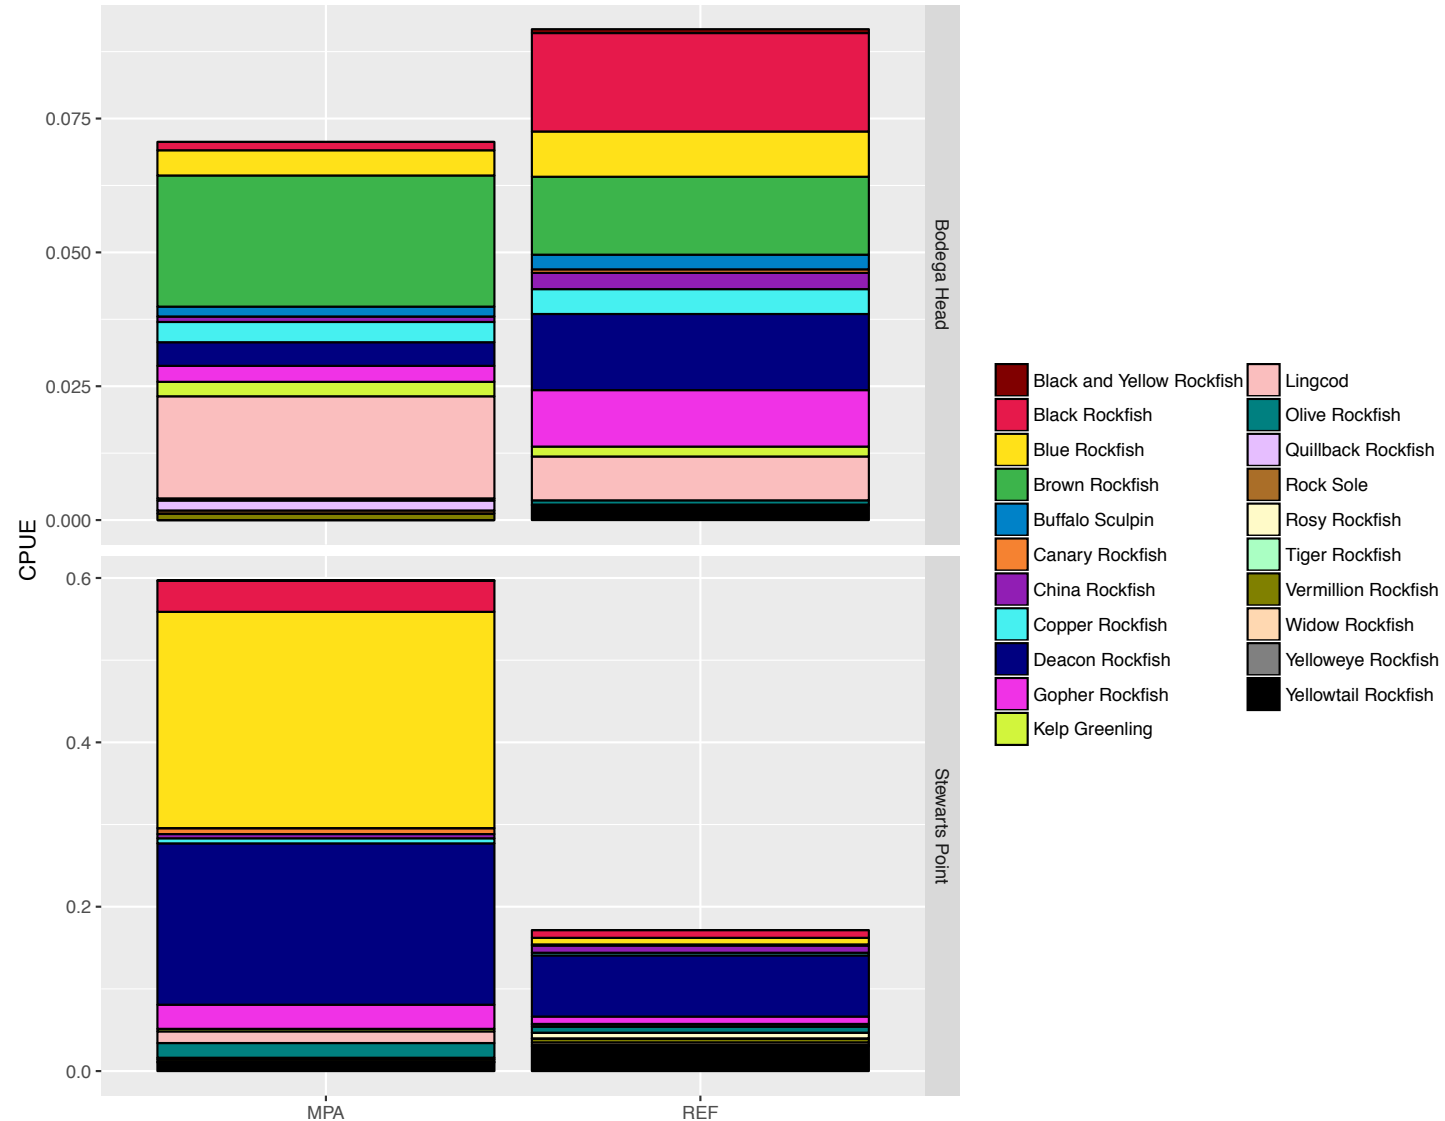 CPUE
0.075
0.050
0.025
0.000
Bodega Head
0.6
0.4
0.2
0.0
Stewarts Point
MPA
REF
Black and Yellow Rockfish
Black Rockfish
Blue Rockfish
Brown Rockfish
Buffalo Sculpin
Canary Rockfish
China Rockfish
Copper Rockfish
Deacon Rockfish
Gopher Rockfish
Kelp Greenling
Lingcod
Olive Rockfish
Quillback Rockfish
Rock Sole
Rosy Rockfish
Tiger Rockfish
Vermillion Rockfish
Widow Rockfish
Yelloweye Rockfish
Yellowtail Rockfish